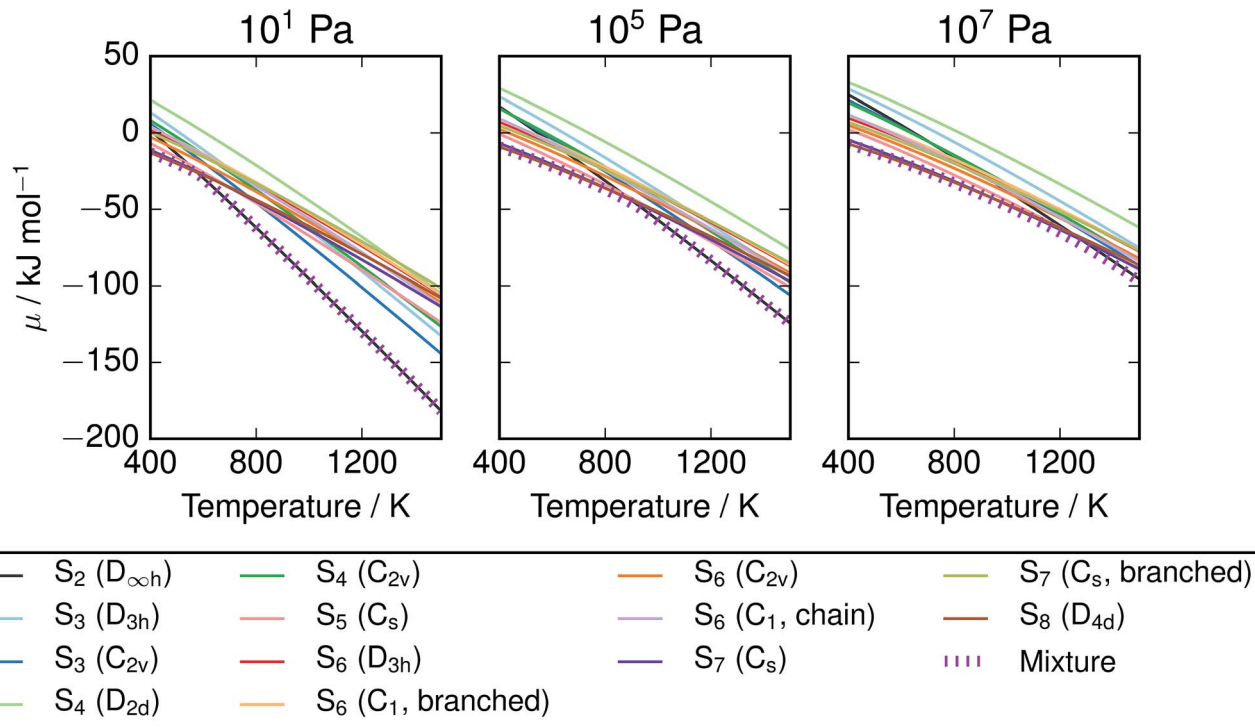 10¹ Pa 10⁵ Pa 10⁷ Pa
50
0
−50
−100
−150
−200
μ / kJ mol⁻¹
400 800 1200 400 800 1200 400 800 1200
Temperature / K Temperature / K Temperature / K
S₂ (D∞h) S₄ (C₂ᵥ) S₆ (C₂ᵥ) S₇ (Cₛ, branched)
S₃ (D₃h) S₅ (Cₛ) S₆ (C₁, chain) S₈ (D₄d)
S₃ (C₂ᵥ) S₆ (D₃h) S₇ (Cₛ) Mixture
S₄ (D₂d) S₆ (C₁, branched)